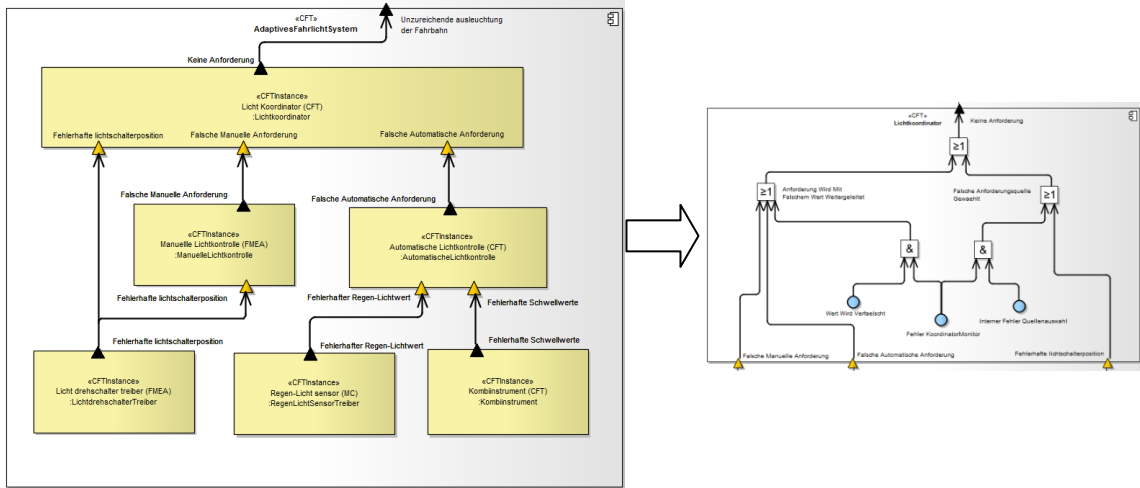 «CFT»
AdaptivesFahrlichtSystem
Unzureichende ausleuchtung
der Fahrbahn
Keine Anforderung
«CFTInstance»
Licht Koordinator (CFT)
:Lichtkoordinator
Fehlerhafte lichtschalterposition
Falsche Manuelle Anforderung
Falsche Automatische Anforderung
Falsche Manuelle Anforderung
Falsche Automatische Anforderung
«CFTInstance»
Manuelle Lichtkontrolle (FMEA)
:ManuelleLichtkontrolle
«CFTInstance»
Automatische Lichtkontrolle (CFT)
:AutomatischeLichtkontrolle
Fehlerhafte lichtschalterposition
Fehlerhafter Regen-Lichtwert
Fehlerhafte Schwellwerte
Fehlerhafte lichtschalterposition
Fehlerhafter Regen-Lichtwert
Fehlerhafte Schwellwerte
«CFTInstance»
Licht drehschalter treiber (FMEA)
:LichtdrehschalterTreiber
«CFTInstance»
Regen-Licht sensor (MC)
:RegenLichtSensorTreiber
«CFTInstance»
Kombiinstrument (CFT)
:Kombiinstrument
«CFT»
Lichtkoordinator
Keine Anforderung
≥1
≥1
Anforderung Wird Mit
Falschem Wert Weitergeleitet
Falsche Anforderungsquelle
Gewaehlt
≥1
&
&
Wert Wird Verfaelscht
Fehler KoordinatorMonitor
Interner Fehler Quellenauswahl
Falsche Manuelle Anforderung
Falsche Automatische Anforderung
Fehlerhafte lichtschalterposition